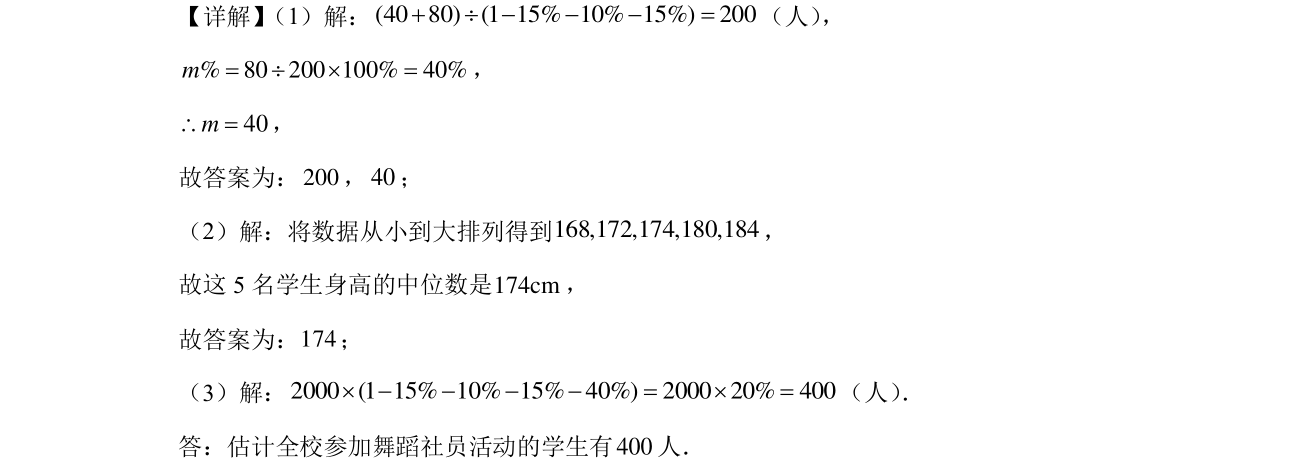 【详解】(1)解：(40+80)÷(1−15%−10%−15%)=200（人），
m%=80÷200×100%=40%，
∴m=40，
故答案为：200，40；
（2）解：将数据从小到大排列得到168,172,174,180,184，
故这 5 名学生身高的中位数是174cm，
故答案为：174；
（3）解：2000×(1−15%−10%−15%−40%)=2000×20%=400（人）．
答：估计全校参加舞蹈社员活动的学生有400人．